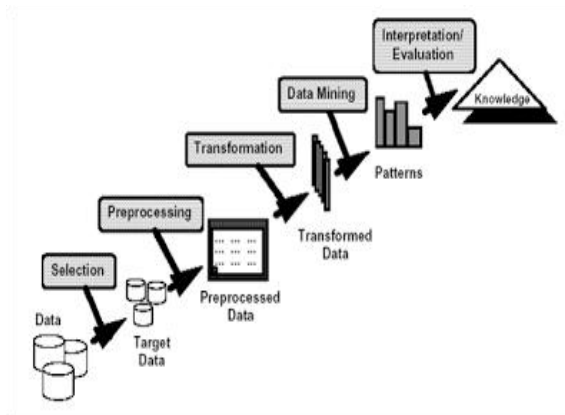 Interpretation/
Evaluation
Data Mining
Knowledge
Transformation
Patterns
Preprocessing
Transformed
Data
Selection
Preprocessed
Data
Data
Target
Data